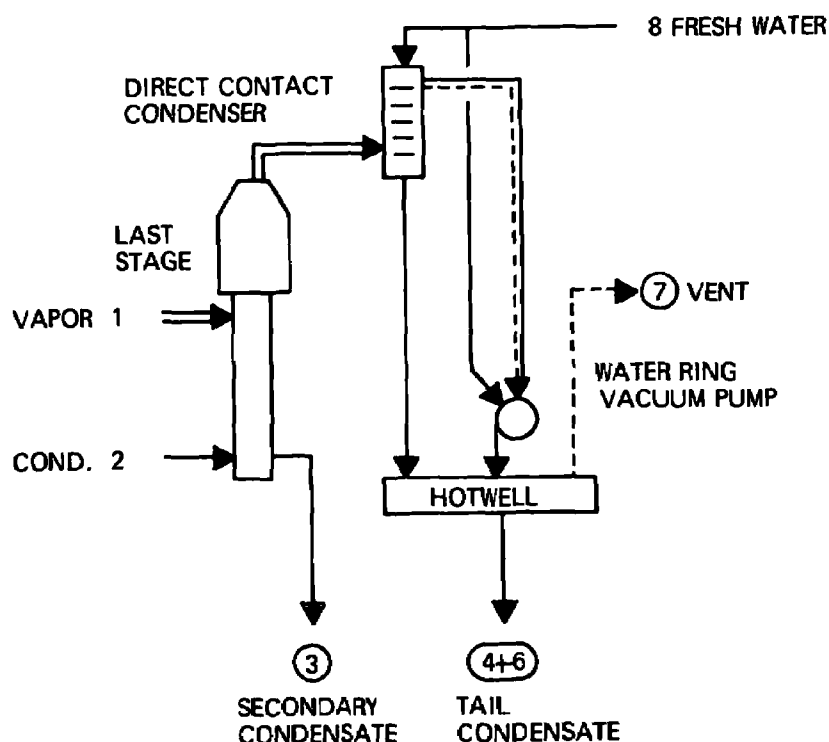 8 FRESH WATER
DIRECT CONTACT
CONDENSER
LAST
STAGE
VAPOR 1
7 VENT
WATER RING
VACUUM PUMP
COND. 2
HOTWELL
3
4+6
SECONDARY
CONDENSATE
TAIL
CONDENSATE